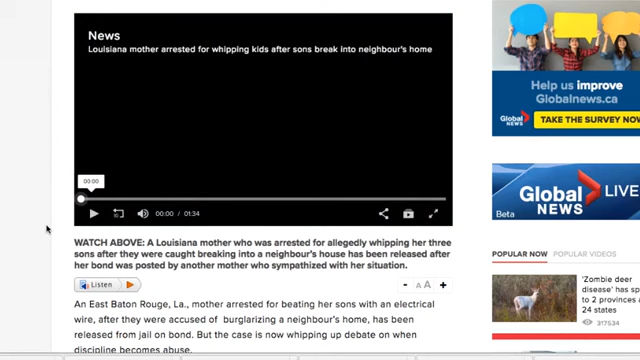 News
Louisiana mother arrested for whipping kids after sons break into neighbour's home
00:00
00:00 / 01:34
WATCH ABOVE: A Louisiana mother who was arrested for allegedly whipping her three
sons after they were caught breaking into a neighbours's house has been released after
her bond was posted by another mother who sympathized with her situation.
Listen
- A A +
An East Baton Rouge, La., mother arrested for beating her sons with an electrical
wire, after they were accused of burglarizing a neighbour's home, has been
released from jail on bond. But the case is now whipping up debate on when
discipline becomes abuse.
Help us improve
Globalnews.ca
Global
NEWS
TAKE THE SURVEY NOW
Global
NEWS
LIVE
Beta
POPULAR NOW POPULAR VIDEOS
'Zombie deer
disease' has sp
to 2 provinces a
24 states
317534